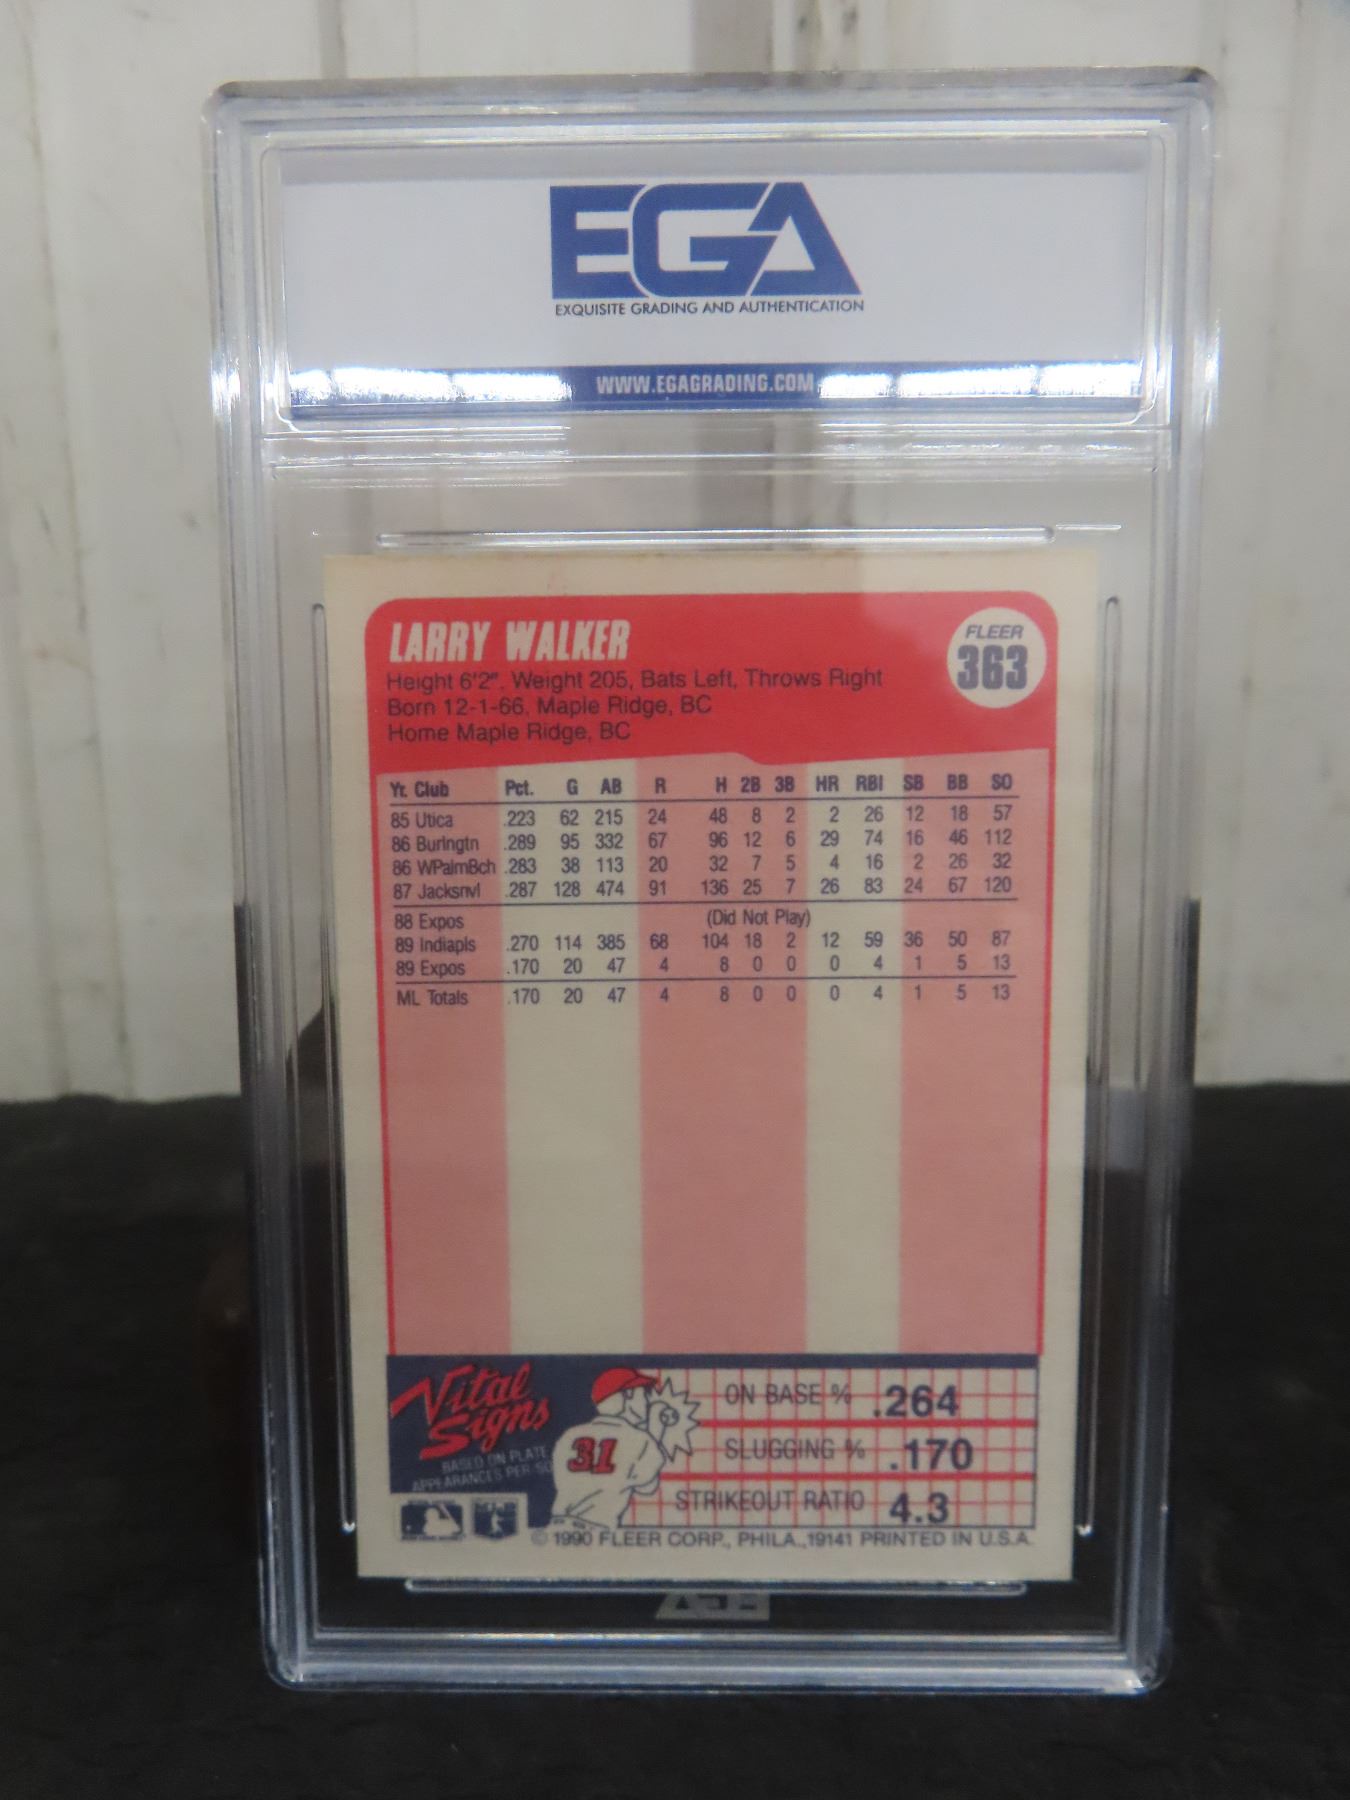 EGA
EXQUISITE GRADING AND AUTHENTICATION
WWW.EGAGRADING.COM
LARRY WALKER
FLEER
363
Height 6'2", Weight 205, Bats Left, Throws Right
Born 12-1-66, Maple Ridge, BC
Home Maple Ridge, BC
Yr. Club Pct. G AB R H 2B 3B HR RBI SB BB SO
85 Utica .223 62 215 24 48 8 2 2 26 12 18 57
86 Burlngtn .289 95 332 67 96 12 6 29 74 16 46 112
86 WPalmBch .283 38 113 20 32 7 5 4 16 2 26 32
87 Jacksnvl .287 128 474 91 136 25 7 26 83 24 67 120
88 Expos (Did Not Play)
89 Indiapls .270 114 385 68 104 18 2 12 59 36 50 87
89 Expos .170 20 47 4 8 0 0 0 4 1 5 13
ML Totals .170 20 47 4 8 0 0 0 4 1 5 13
Vital
Signs
BASED ON PLATE
APPEARANCES PER
31
ON BASE % .264
SLUGGING % .170
STRIKEOUT RATIO 4.3
© 1990 FLEER CORP., PHILA.,19141 PRINTED IN U.S.A.